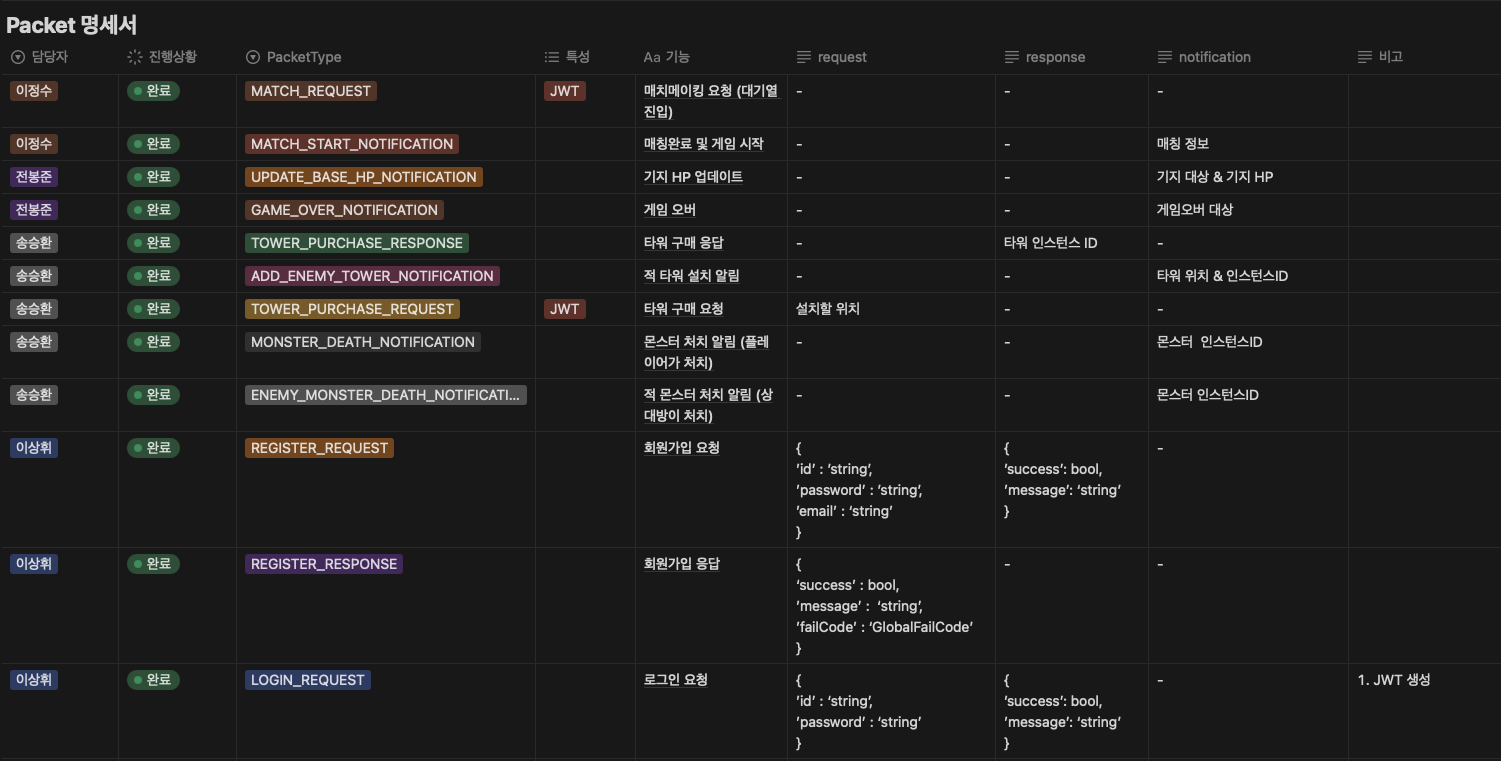 Packet 명세서
담당자 진행상황 PacketType 특성 Aa 기능 request response notification 비고
이정수 완료 MATCH_REQUEST JWT 매치메이킹 요청 (대기열 - - -
진입)
이정수 완료 MATCH_START_NOTIFICATION 매칭완료 및 게임 시작 - - 매칭 정보
전봉준 완료 UPDATE_BASE_HP_NOTIFICATION 기지 HP 업데이트 - - 기지 대상 & 기지 HP
전봉준 완료 GAME_OVER_NOTIFICATION 게임 오버 - - 게임오버 대상
송승환 완료 TOWER_PURCHASE_RESPONSE 타워 구매 응답 - 타워 인스턴스 ID -
송승환 완료 ADD_ENEMY_TOWER_NOTIFICATION 적 타워 설치 알림 - - 타워 위치 & 인스턴스ID
송승환 완료 TOWER_PURCHASE_REQUEST JWT 타워 구매 요청 설치할 위치 - -
송승환 완료 MONSTER_DEATH_NOTIFICATION 몬스터 처치 알림 (플레 - - 몬스터  인스턴스ID
이어가 처치)
송승환 완료 ENEMY_MONSTER_DEATH_NOTIFICATI... 적 몬스터 처치 알림 (상 - - 몬스터 인스턴스ID
대방이 처치)
이상휘 완료 REGISTER_REQUEST 회원가입 요청 { { -
’id’ : ‘string’, ‘success’: bool,
’password’ : ‘string’, ’message’: ‘string’
’email’ : ‘string’ }
}
이상휘 완료 REGISTER_RESPONSE 회원가입 응답 { - -
‘success’ : bool,
’message’ :  ‘string’,
’failCode’ : ‘GlobalFailCode’
}
이상휘 완료 LOGIN_REQUEST 로그인 요청 { { - 1. JWT 생성
’id’ : ‘string’, ‘success’: bool,
’password’ : ‘string’ ’message’: ‘string’
} }